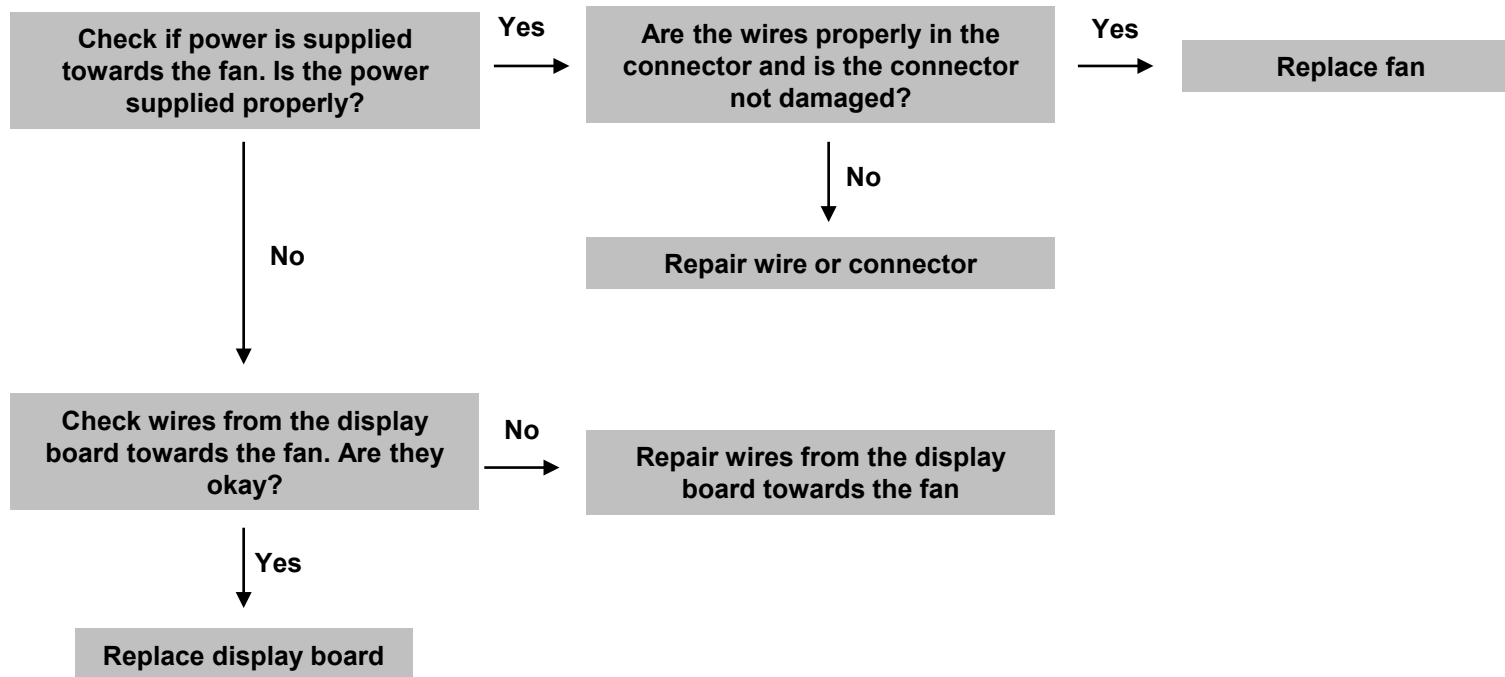 Check if power is supplied
towards the fan. Is the power
supplied properly?
Yes
Are the wires properly in the
connector and is the connector
not damaged?
Yes
Replace fan
No
Repair wire or connector
No
Check wires from the display
board towards the fan. Are they
okay?
No
Repair wires from the display
board towards the fan
Yes
Replace display board